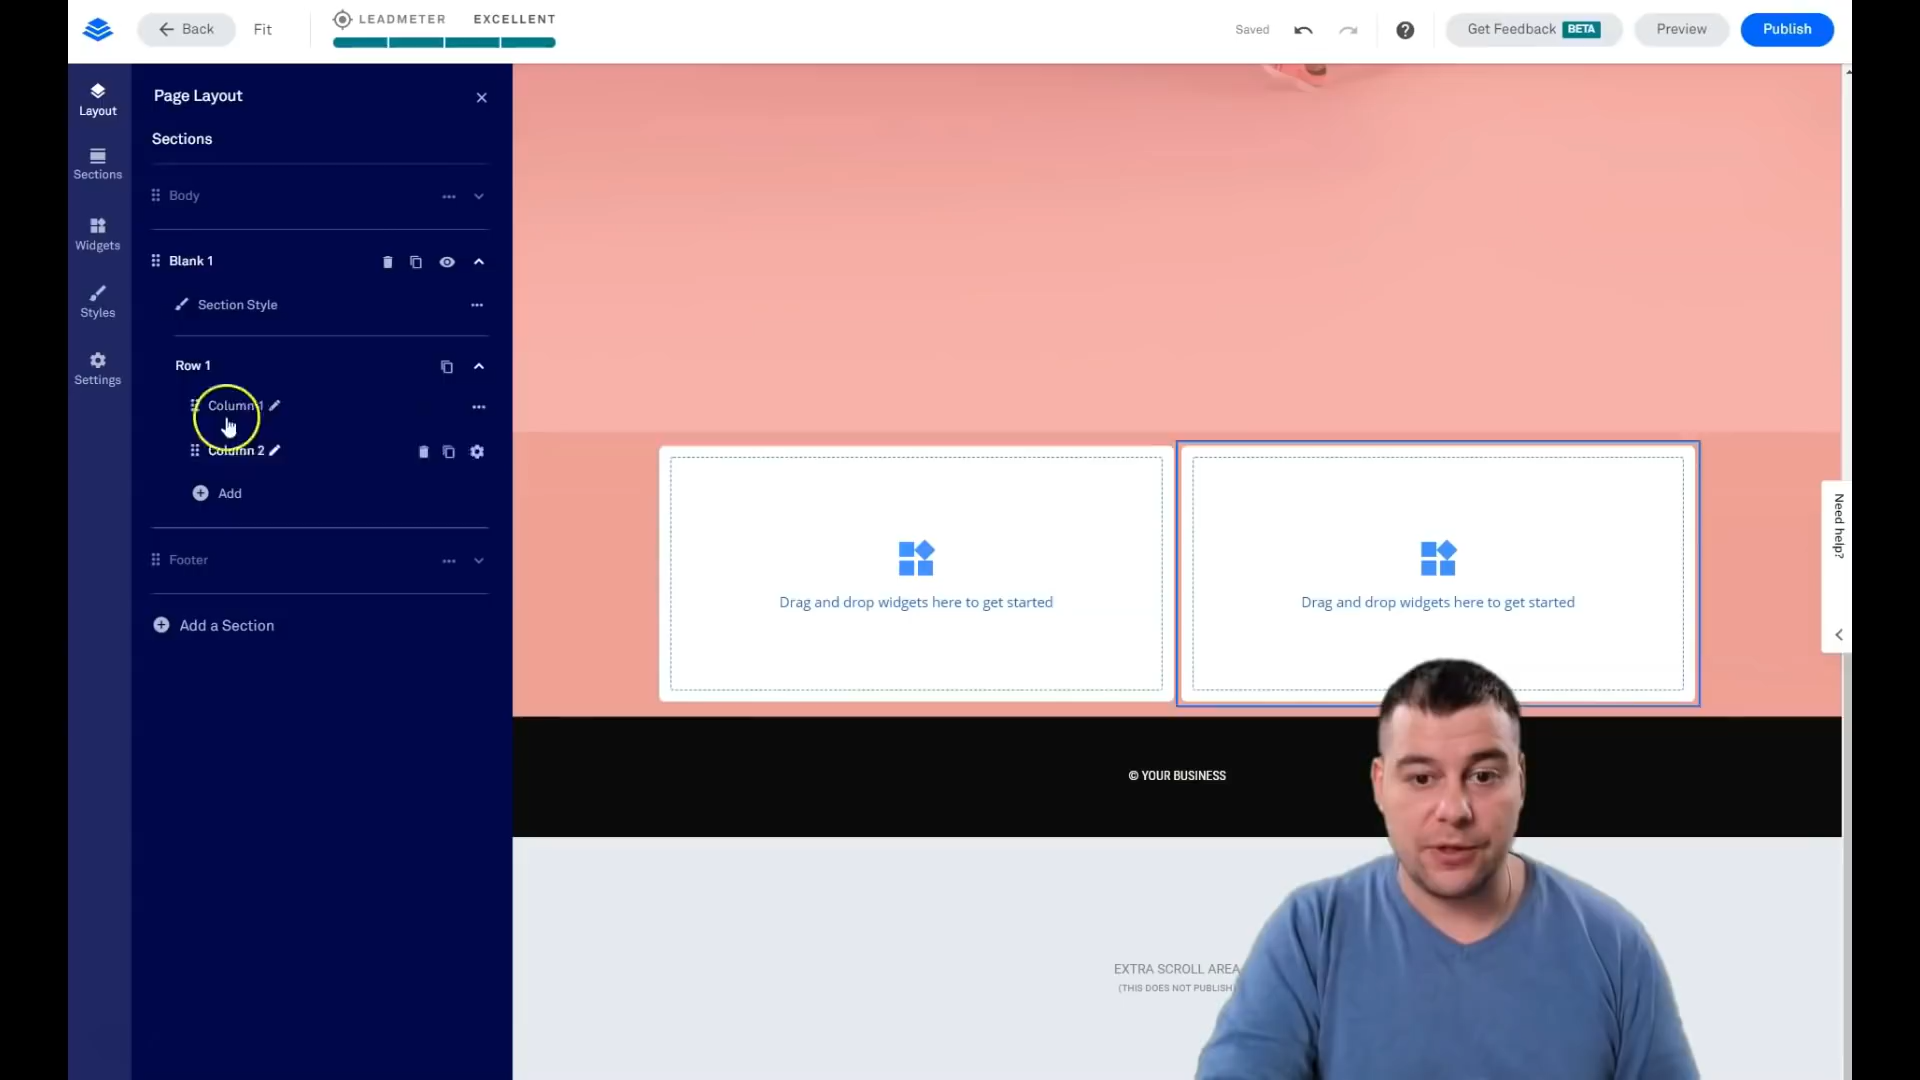 Back
Fit
LEADMETER EXCELLENT
Saved
Get Feedback BETA
Preview
Publish
Layout
Sections
Widgets
Styles
Settings
Page Layout
Sections
Body
Blank 1
Section Style
Row 1
Column 1
Column 2
Add
Footer
Add a Section
Drag and drop widgets here to get started
Drag and drop widgets here to get started
Need help?
© YOUR BUSINESS
EXTRA SCROLL AREA
(THIS DOES NOT PUBLISH)